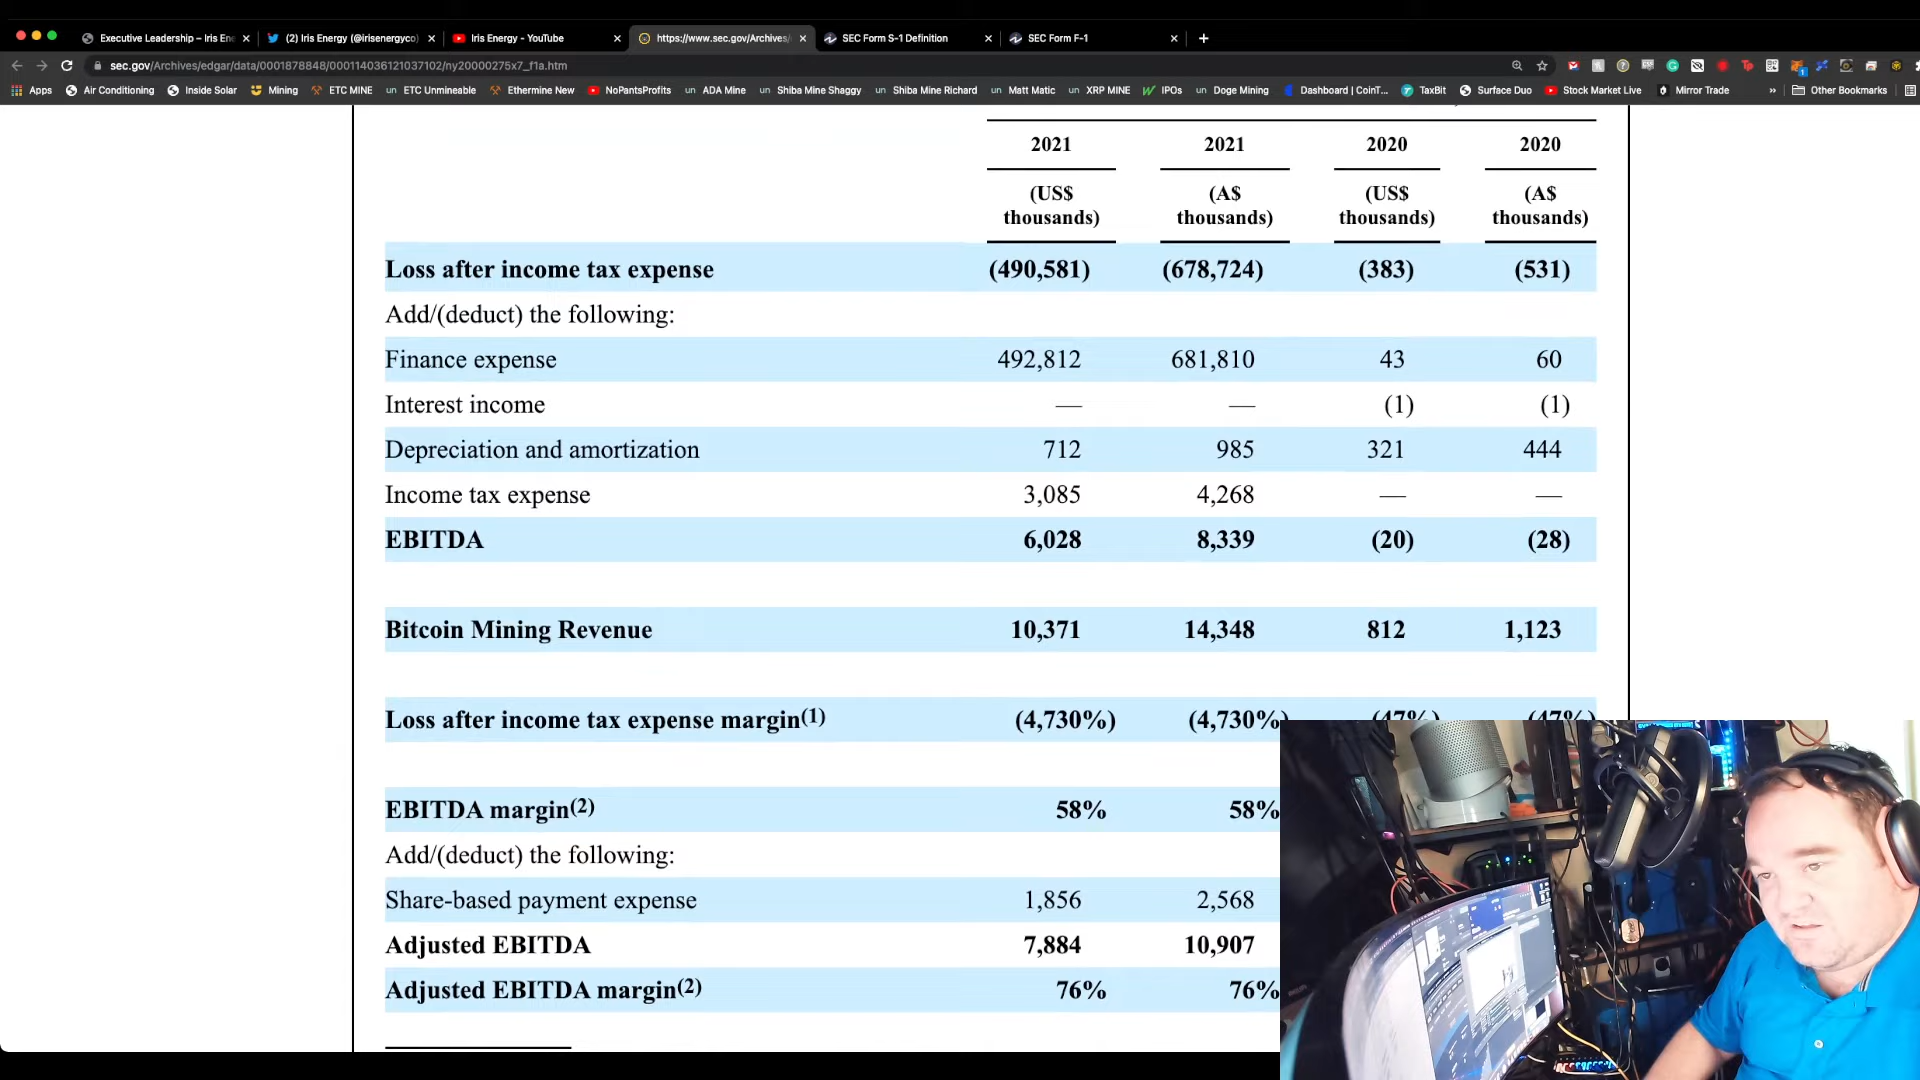 Executive Leadership – Iris Ene
(2) Iris Energy (@irisenergyco)
Iris Energy - YouTube
https://www.sec.gov/Archives/
SEC Form S-1 Definition
SEC Form F-1
sec.gov/Archives/edgar/data/0001878848/000114036121037102/ny20000275x7_f1a.htm
Apps Air Conditioning Inside Solar Mining ETC MINE ETC Unmineable Ethermine New NoPantsProfits ADA Mine Shiba Mine Shaggy Shiba Mine Richard Matt Matic XRP MINE IPOs Doge Mining Dashboard | CoinT... TaxBit Surface Duo Stock Market Live Mirror Trade » Other Bookmarks
2021 2021 2020 2020
(US$ (A$ (US$ (A$
thousands) thousands) thousands) thousands)
Loss after income tax expense (490,581) (678,724) (383) (531)
Add/(deduct) the following:
Finance expense 492,812 681,810 43 60
Interest income — — (1) (1)
Depreciation and amortization 712 985 321 444
Income tax expense 3,085 4,268 — —
EBITDA 6,028 8,339 (20) (28)
Bitcoin Mining Revenue 10,371 14,348 812 1,123
Loss after income tax expense margin(1) (4,730%) (4,730%) (47%) (47%)
EBITDA margin(2) 58% 58%
Add/(deduct) the following:
Share-based payment expense 1,856 2,568
Adjusted EBITDA 7,884 10,907
Adjusted EBITDA margin(2) 76% 76%